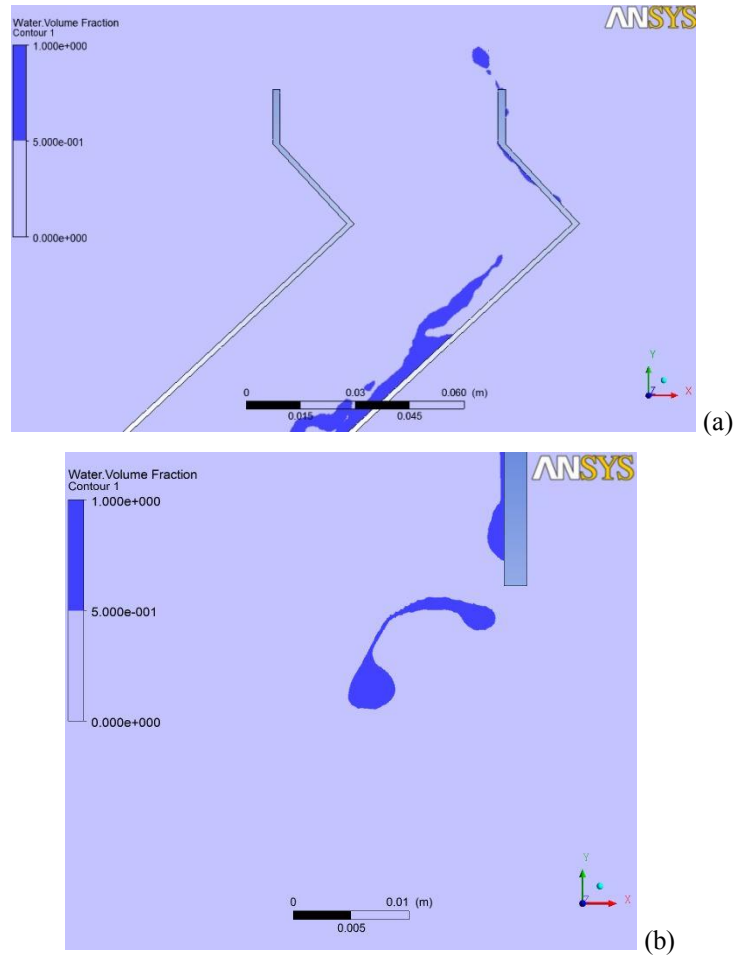 Water.Volume Fraction
Contour 1
ANSYS
1.000e+000
5.000e-001
0.000e+000
0 0.03 0.060 (m)
0.015 0.045
Y
Z X
(a)
Water.Volume Fraction
Contour 1
ANSYS
1.000e+000
5.000e-001
0.000e+000
0 0.01 (m)
0.005
Y
Z X
(b)